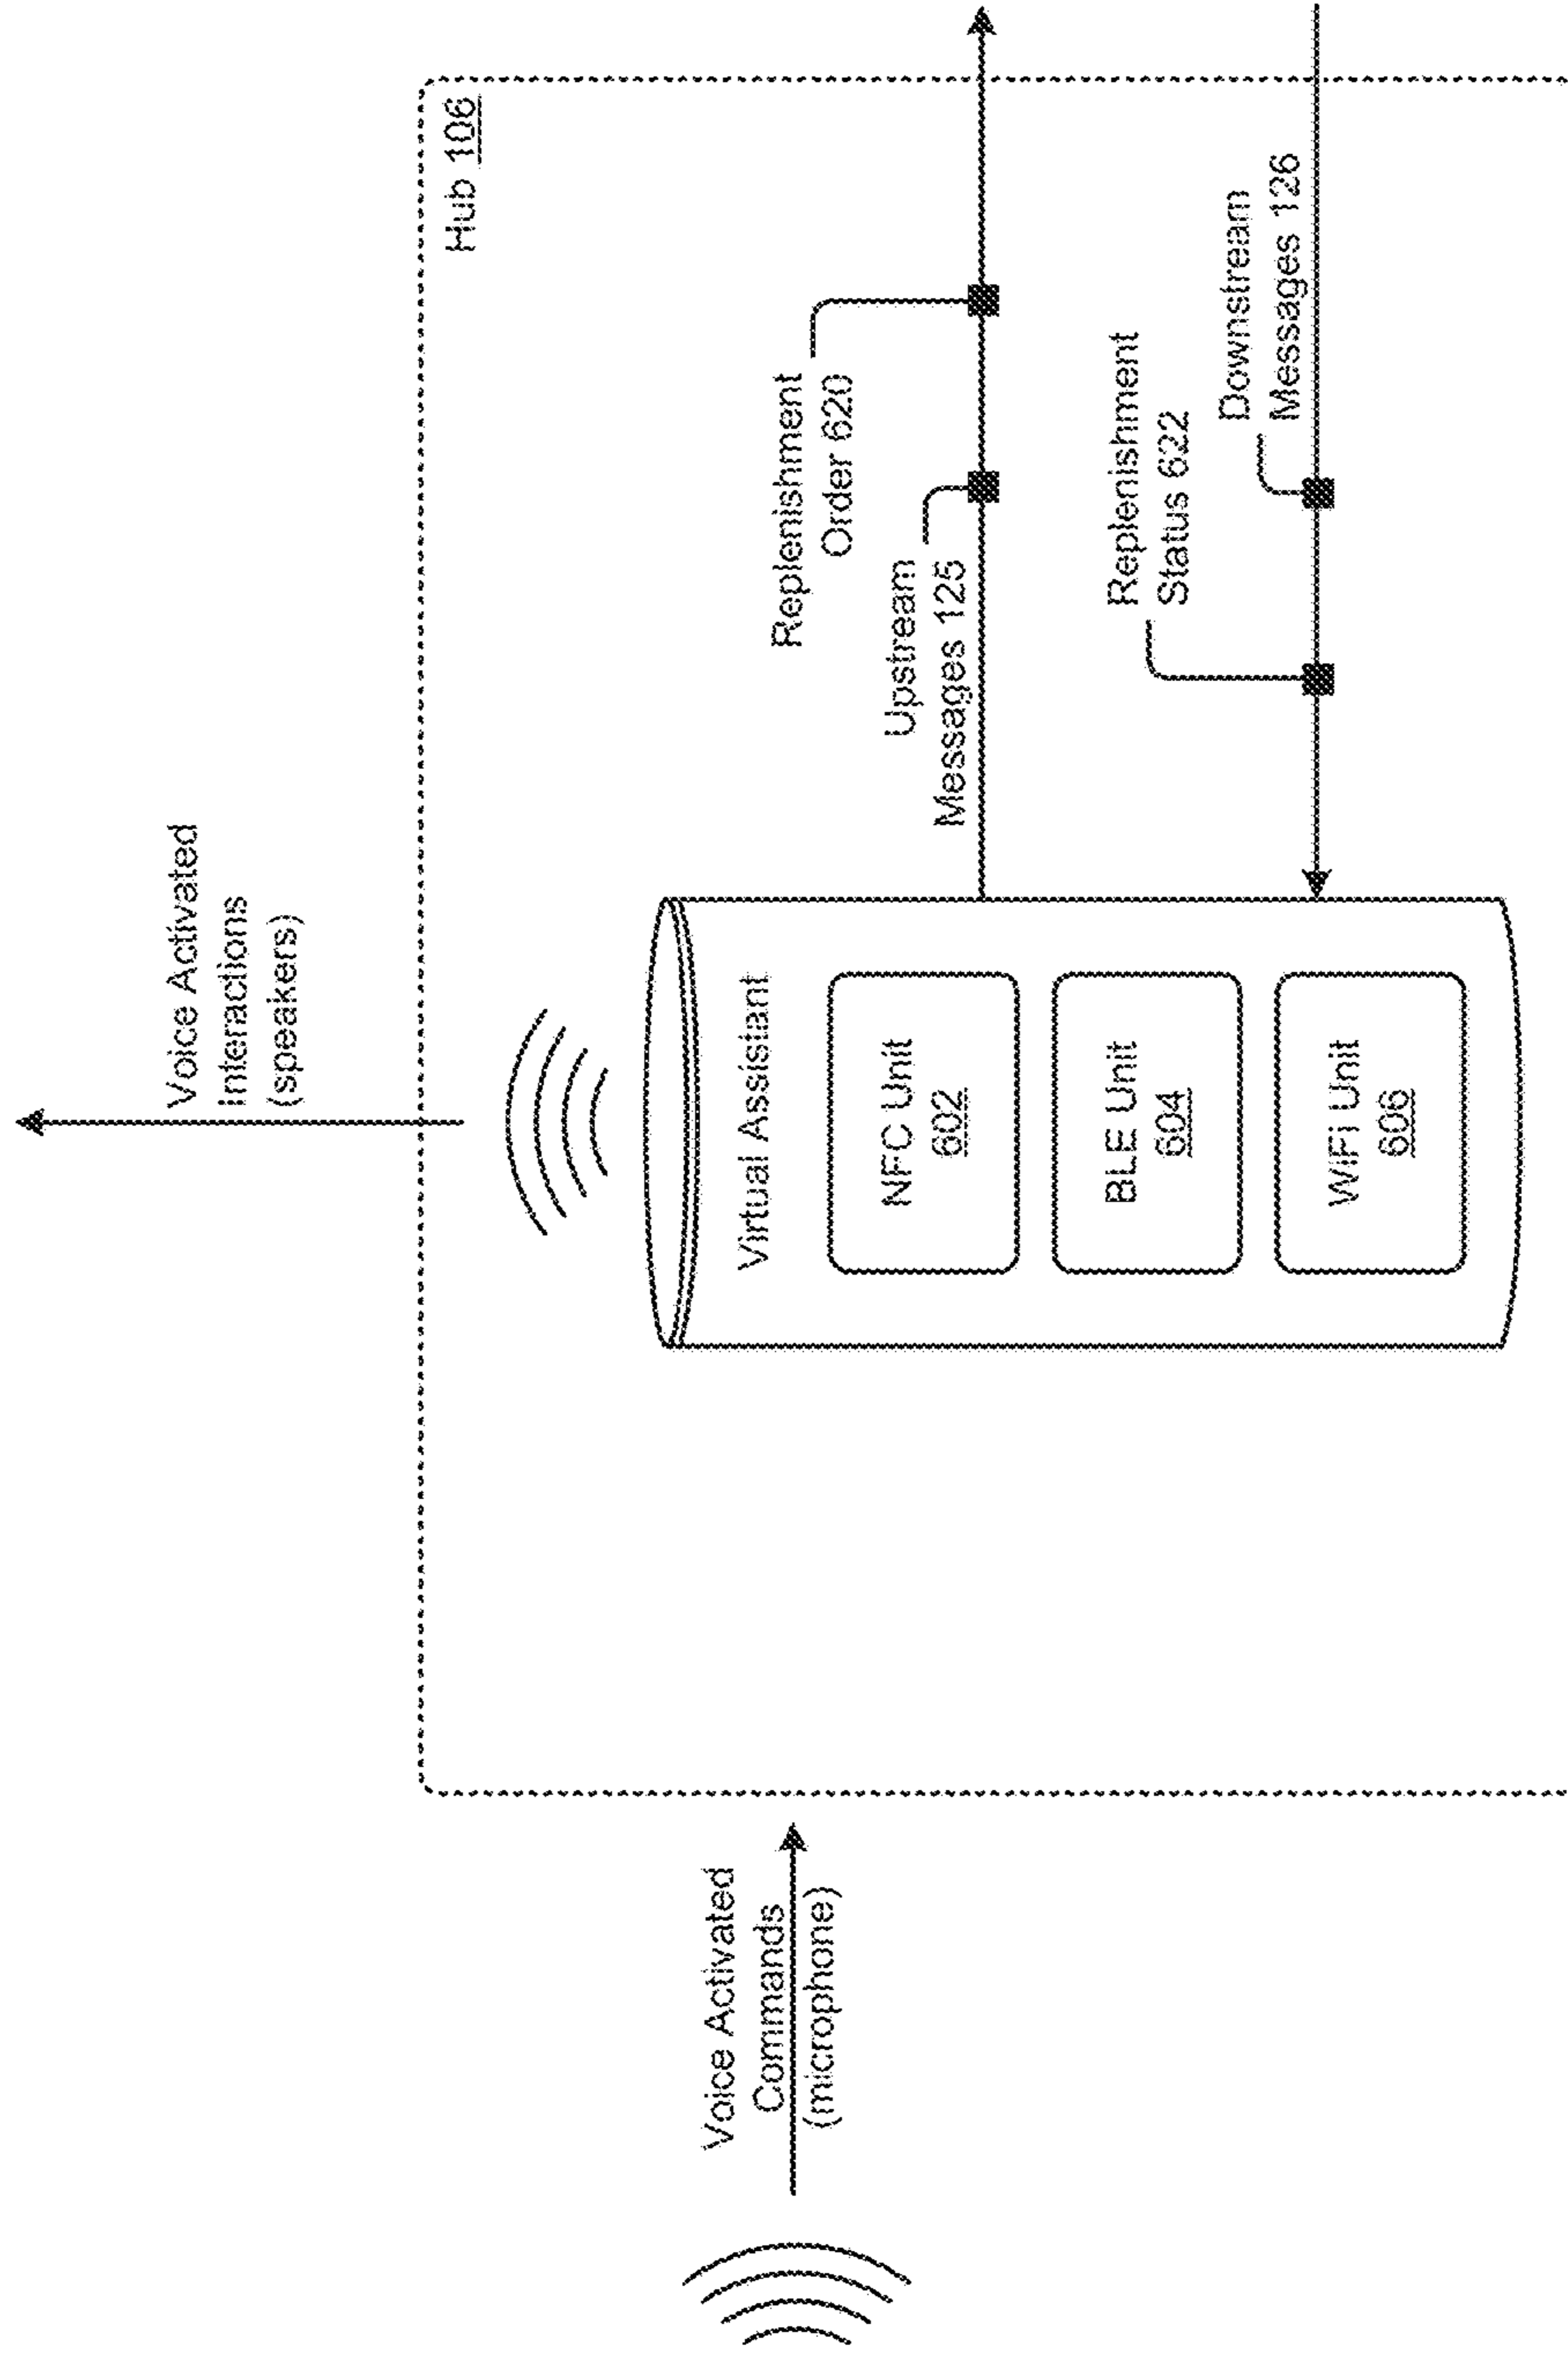 Voice Activated
Interactions
(speakers)
Hub 106
Voice Activated
Commands
(microphone)
Virtual Assistant
NFC Unit
602
BLE Unit
604
WiFi Unit
606
Replenishment
Order 620
Upstream
Messages 125
Replenishment
Status 622
Downstream
Messages 126